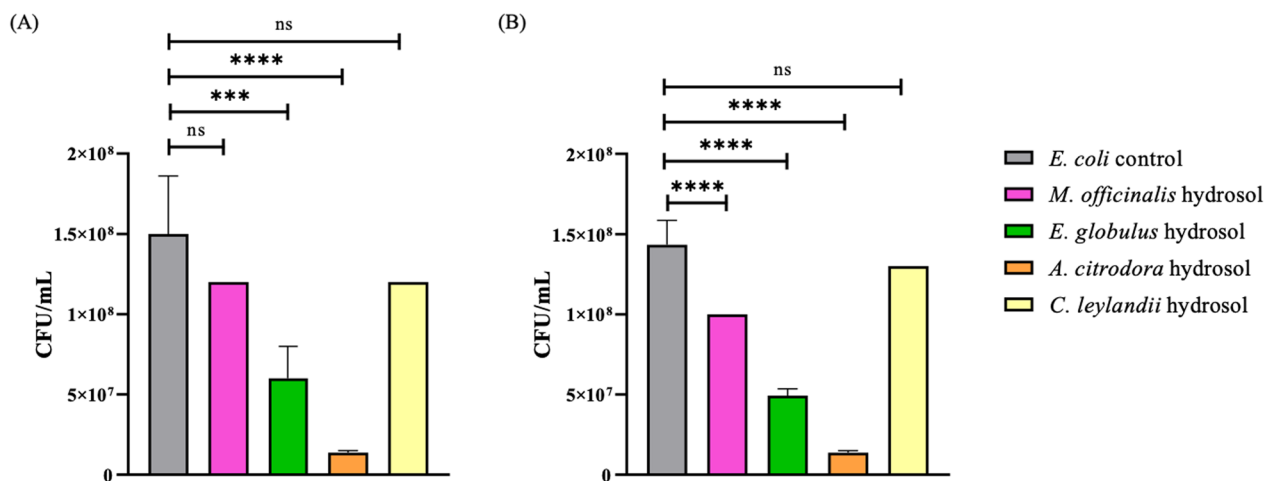 (A)
ns
****
***
ns
2×10⁸
1.5×10⁸
1×10⁸
5×10⁷
0
CFU/mL
(B)
ns
****
****
****
2×10⁸
1.5×10⁸
1×10⁸
5×10⁷
0
CFU/mL
E. coli control
M. officinalis hydrosol
E. globulus hydrosol
A. citrodora hydrosol
C. leylandii hydrosol